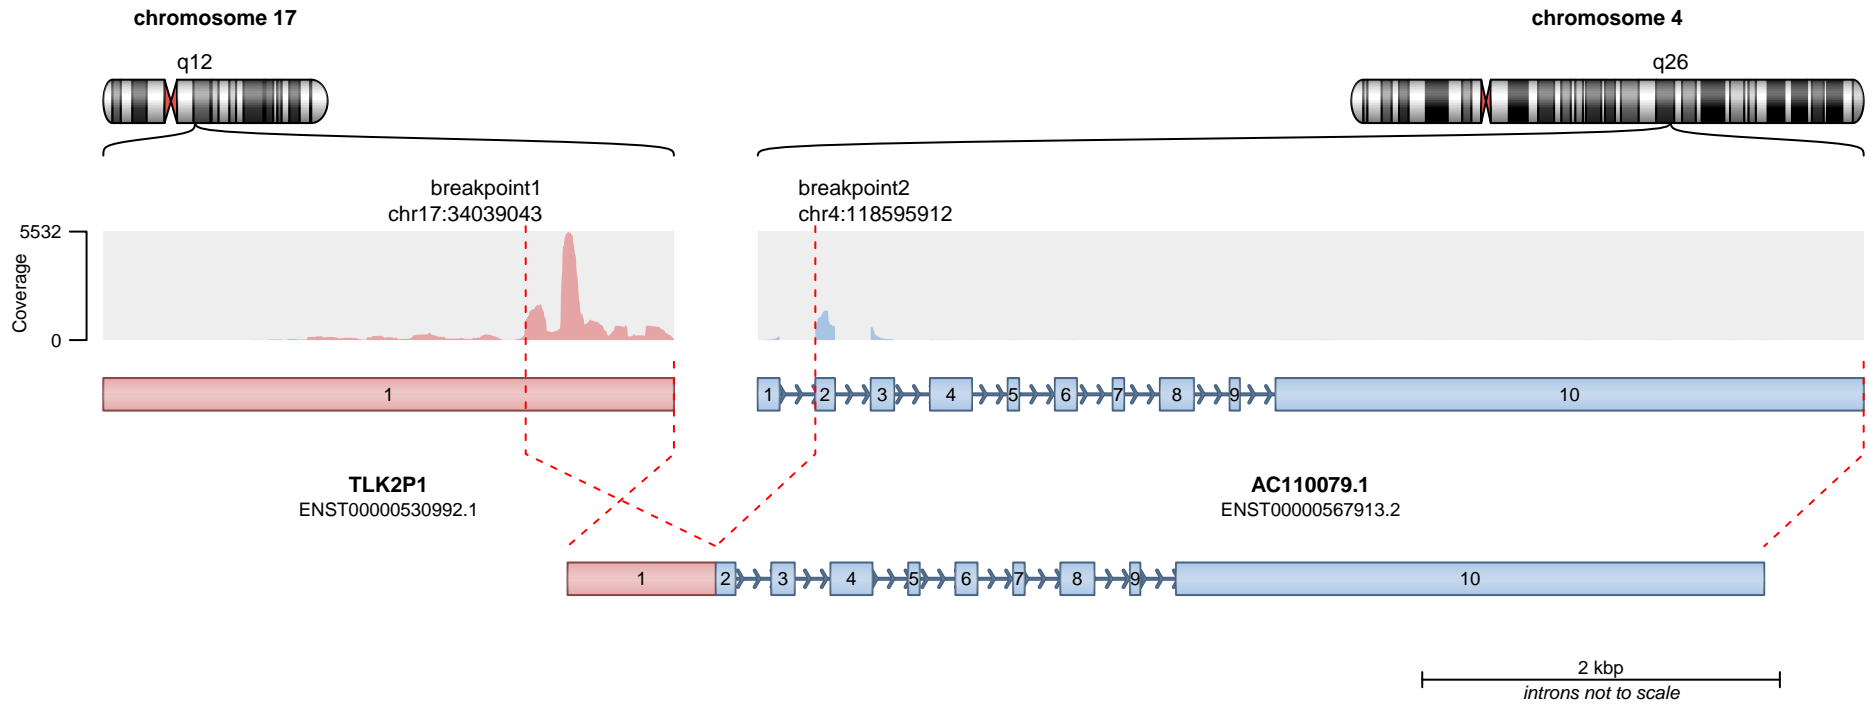 chromosome 17
chromosome 4
q12
q26
breakpoint1
chr17:34039043
breakpoint2
chr4:118595912
5532
0
Coverage
1
1 2 3 4 5 6 7 8 9 10
TLK2P1
ENST00000530992.1
AC110079.1
ENST00000567913.2
1 2 3 4 5 6 7 8 9 10
2 kbp
introns not to scale